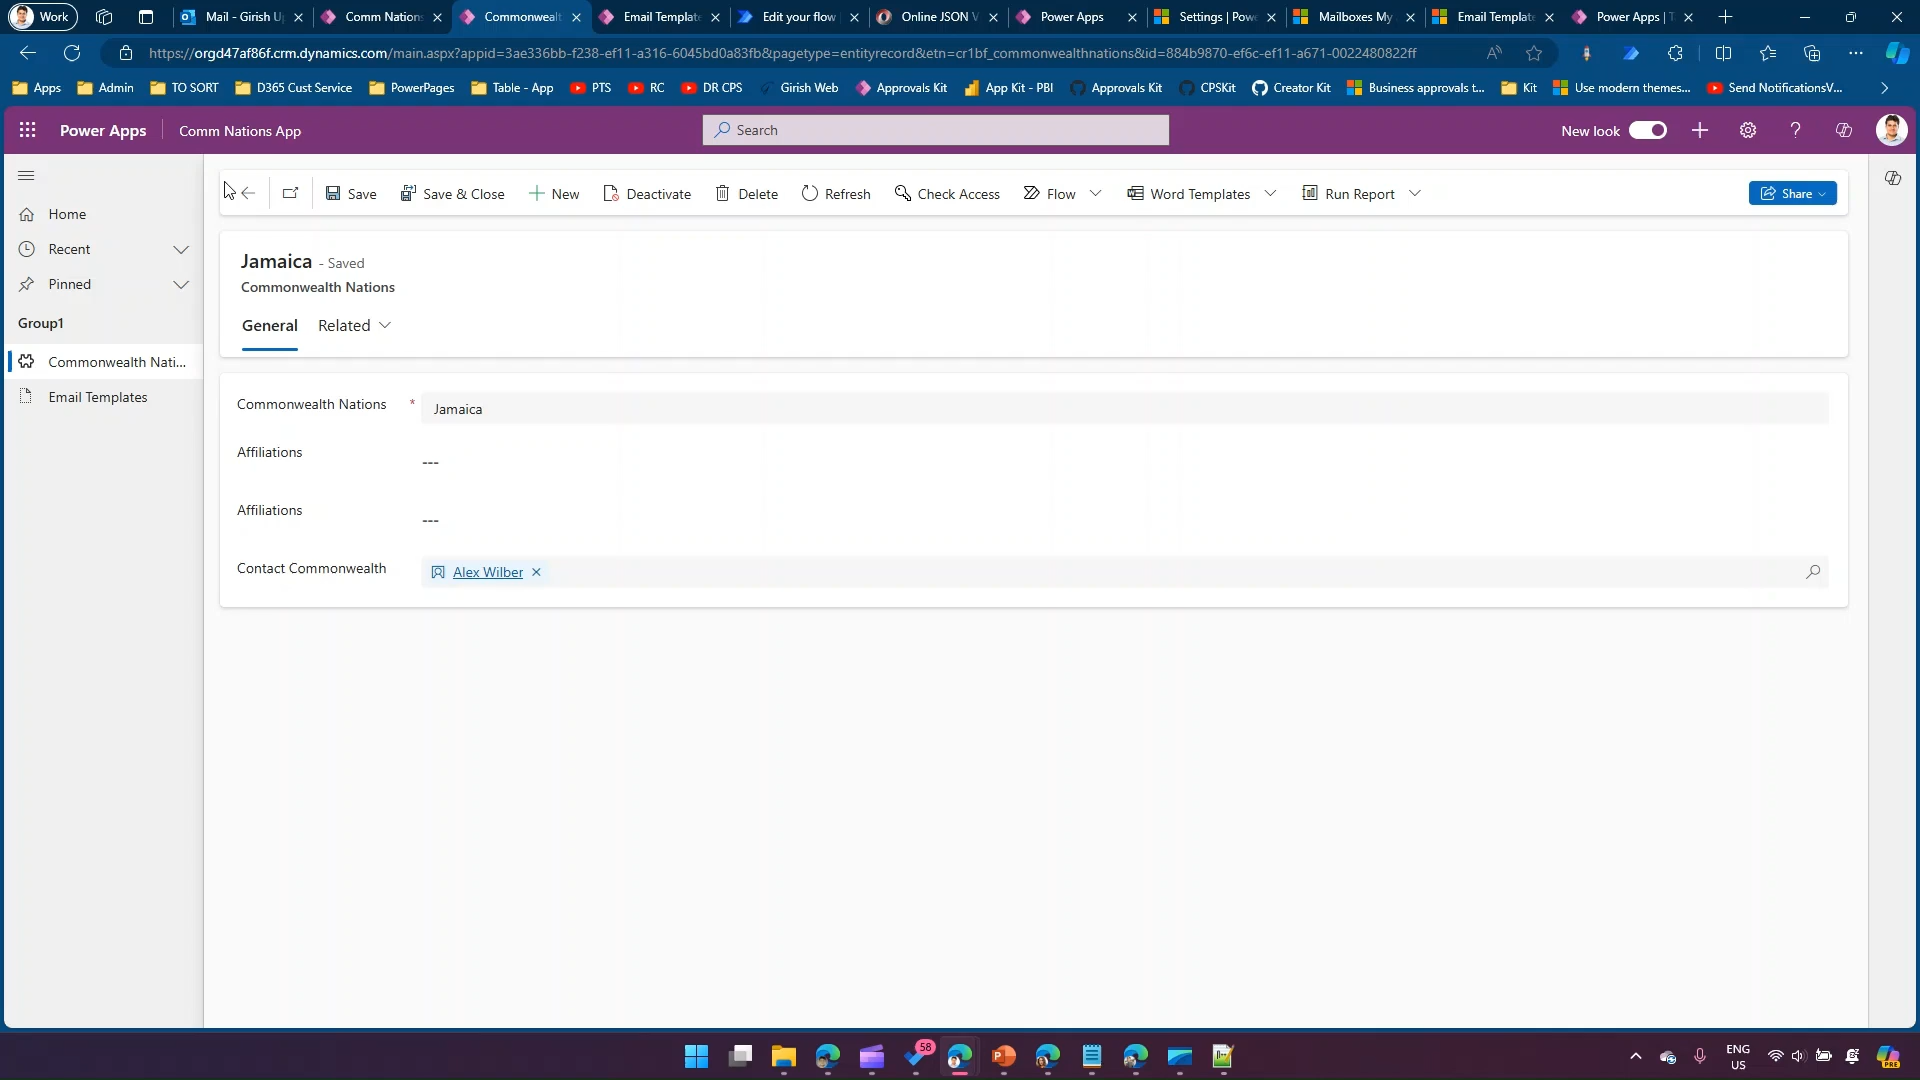 Work
Mail - Girish U
Comm Nations
Commonwealt
Email Template
Edit your flow
Online JSON V
Power Apps
Settings | Powe
Mailboxes My
Email Template
Power Apps | T
https://orgd47af86f.crm.dynamics.com/main.aspx?appid=3ae336bb-f238-ef11-a316-6045bd0a83fb&pagetype=entityrecord&etn=cr1bf_commonwealthnations&id=884b9870-ef6c-ef11-a671-0022480822ff
Apps
Admin
TO SORT
D365 Cust Service
PowerPages
Table - App
PTS
RC
DR CPS
Girish Web
Approvals Kit
App Kit - PBI
Approvals Kit
CPSKit
Creator Kit
Business approvals t...
Kit
Use modern themes...
Send NotificationsV...
Power Apps
Comm Nations App
Search
New look
Save
Save & Close
New
Deactivate
Delete
Refresh
Check Access
Flow
Word Templates
Run Report
Share
Home
Recent
Pinned
Group1
Commonwealth Nati...
Email Templates
Jamaica - Saved
Commonwealth Nations
General
Related
Commonwealth Nations * Jamaica
Affiliations
---
Affiliations
---
Contact Commonwealth
Alex Wilber
58
ENG
US
PRE